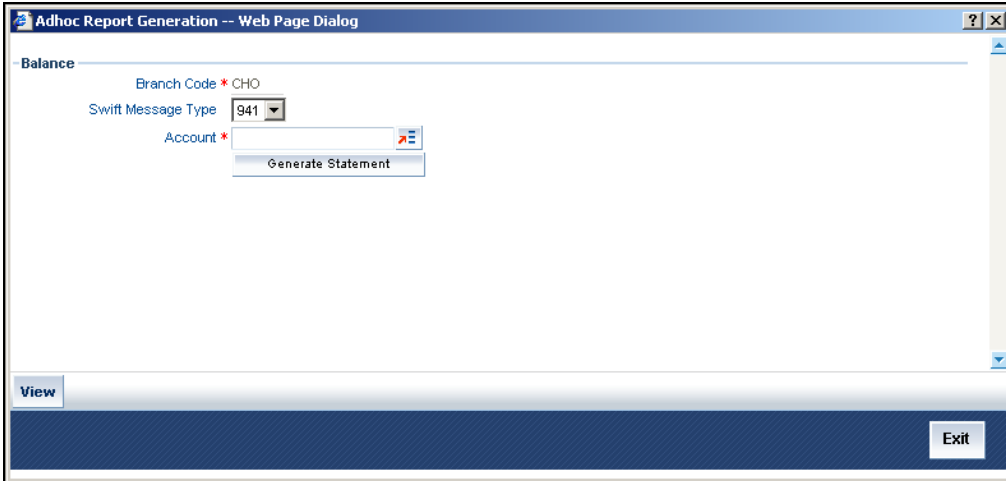 Adhoc Report Generation -- Web Page Dialog
Balance
Branch Code * CHO
Swift Message Type 941
Account *
Generate Statement
View
Exit